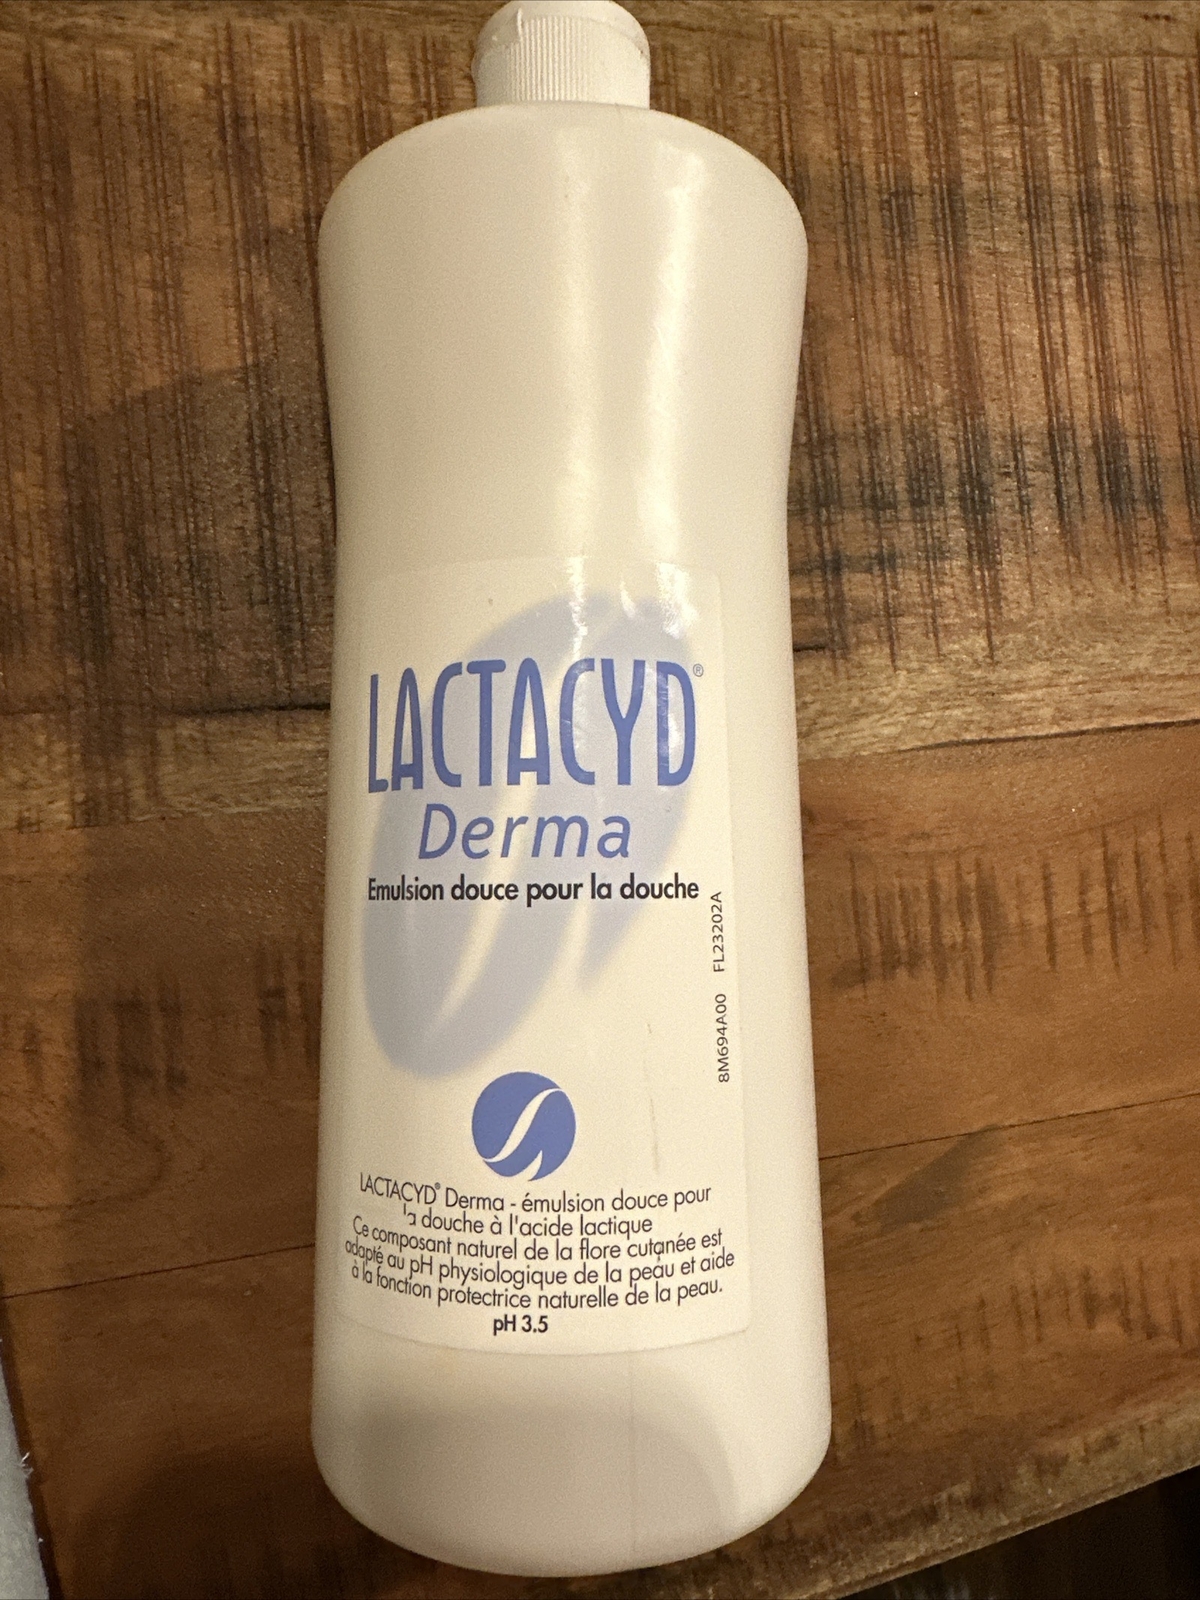 LACTACYD®
Derma
Emulsion douce pour la douche
8M694A00 FL23202A
LACTACYD® Derma - émulsion douce pour
la douche à l'acide lactique
Ce composant naturel de la flore cutanée est
adapté au pH physiologique de la peau et aide
à la fonction protectrice naturelle de la peau.
pH 3.5